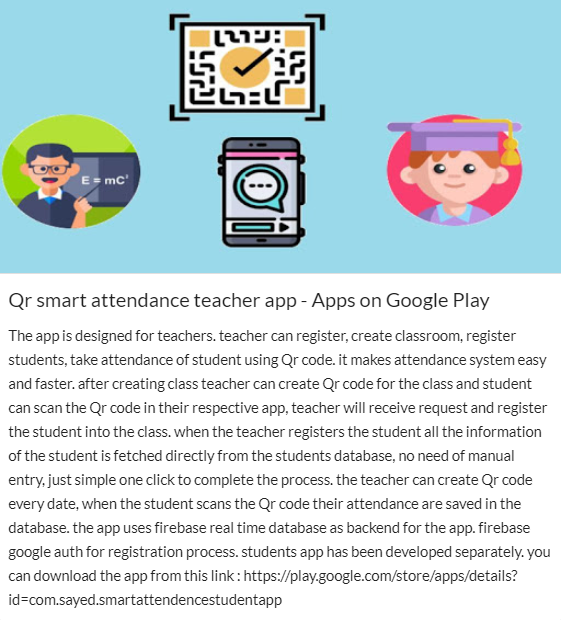 E = mc²
Qr smart attendance teacher app - Apps on Google Play
The app is designed for teachers. teacher can register, create classroom, register
students, take attendance of student using Qr code. it makes attendance system easy
and faster. after creating class teacher can create Qr code for the class and student
can scan the Qr code in their respective app, teacher will receive request and register
the student into the class. when the teacher registers the student all the information
of the student is fetched directly from the students database, no need of manual
entry, just simple one click to complete the process. the teacher can create Qr code
every date, when the student scans the Qr code their attendance are saved in the
database. the app uses firebase real time database as backend for the app. firebase
google auth for registration process. students app has been developed separately. you
can download the app from this link : https://play.google.com/store/apps/details?
id=com.sayed.smartattendencestudentapp